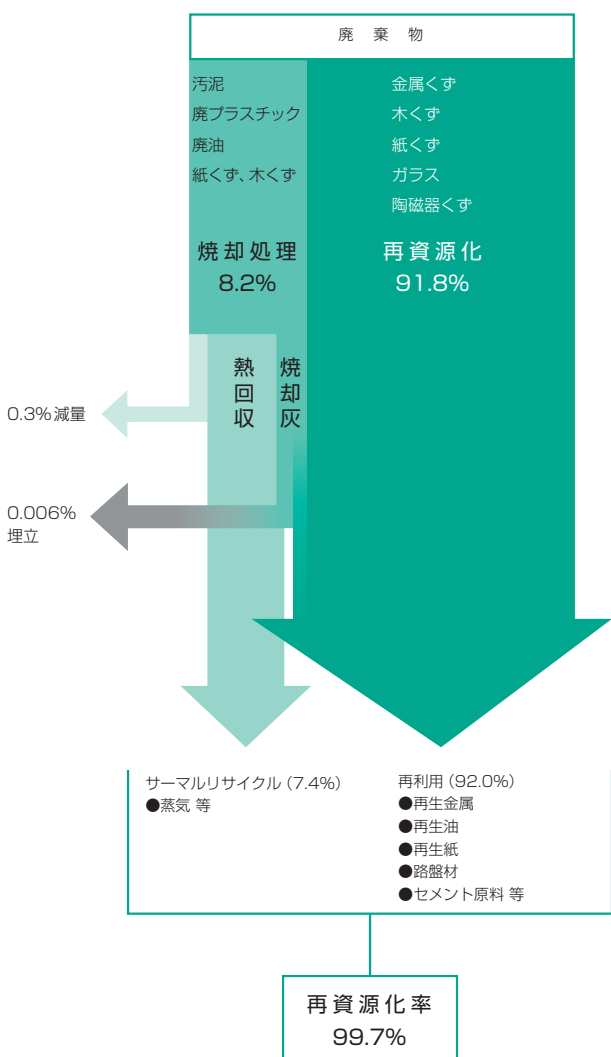 廃棄物
汚泥
廃プラスチック
廃油
紙くず、木くず
焼却処理
8.2%
金属くず
木くず
紙くず
ガラス
陶磁器くず
再資源化
91.8%
熱回収
焼却灰
0.3%減量
0.006%
埋立
サーマルリサイクル(7.4%)
●蒸気 等
再利用(92.0%)
●再生金属
●再生油
●再生紙
●路盤材
●セメント原料 等
再資源化率
99.7%